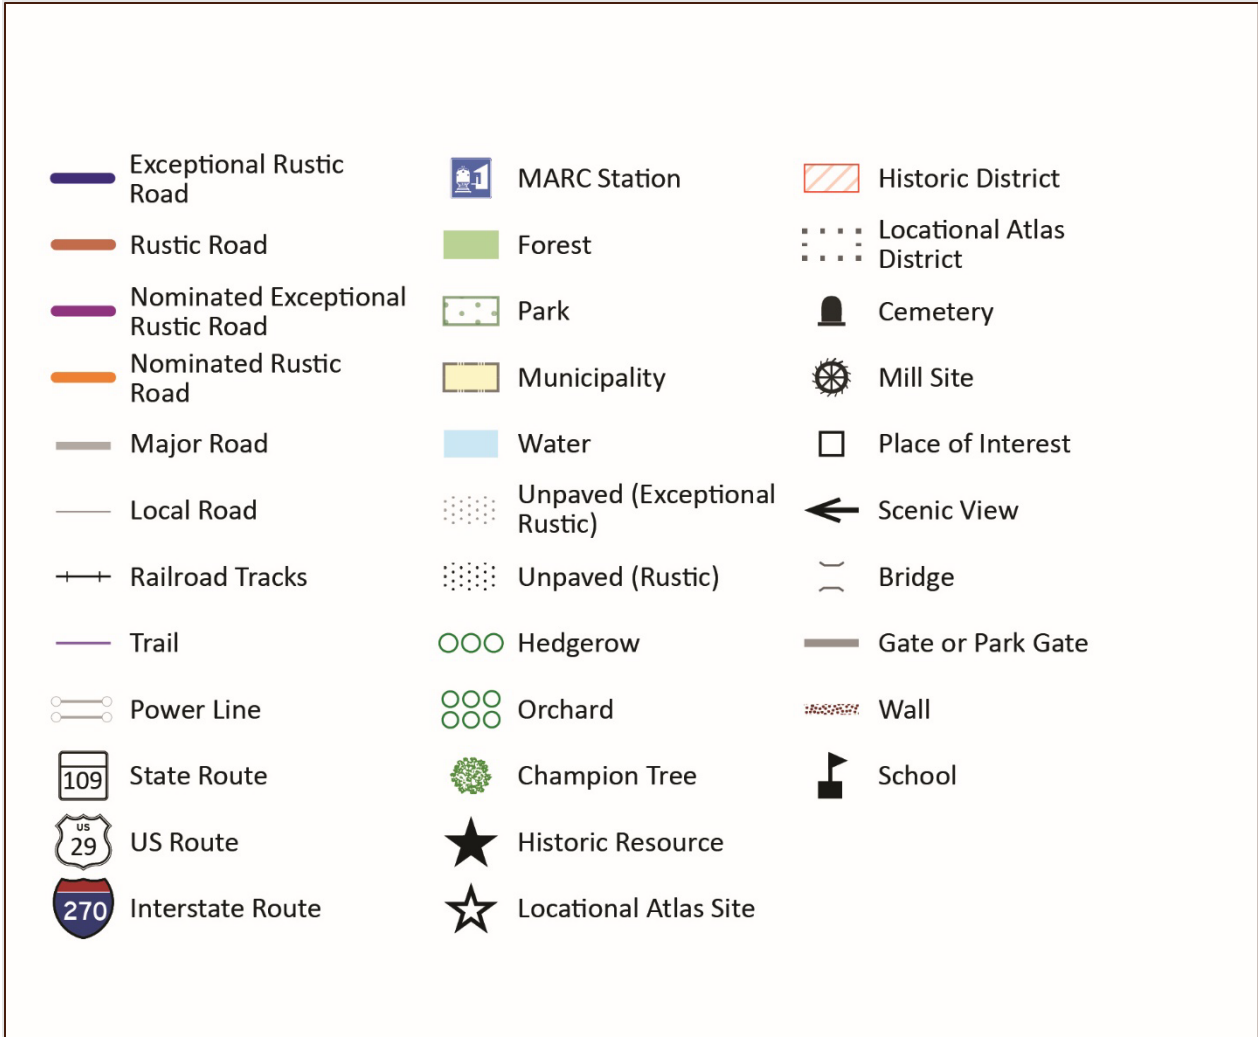 Exceptional Rustic
Road
Rustic Road
Nominated Exceptional
Rustic Road
Nominated Rustic
Road
Major Road
Local Road
Railroad Tracks
Trail
Power Line
109
State Route
US
29
US Route
270
Interstate Route
MARC Station
Forest
Park
Municipality
Water
Unpaved (Exceptional
Rustic)
Unpaved (Rustic)
Hedgerow
Orchard
Champion Tree
Historic Resource
Locational Atlas Site
Historic District
Locational Atlas
District
Cemetery
Mill Site
Place of Interest
Scenic View
Bridge
Gate or Park Gate
Wall
School